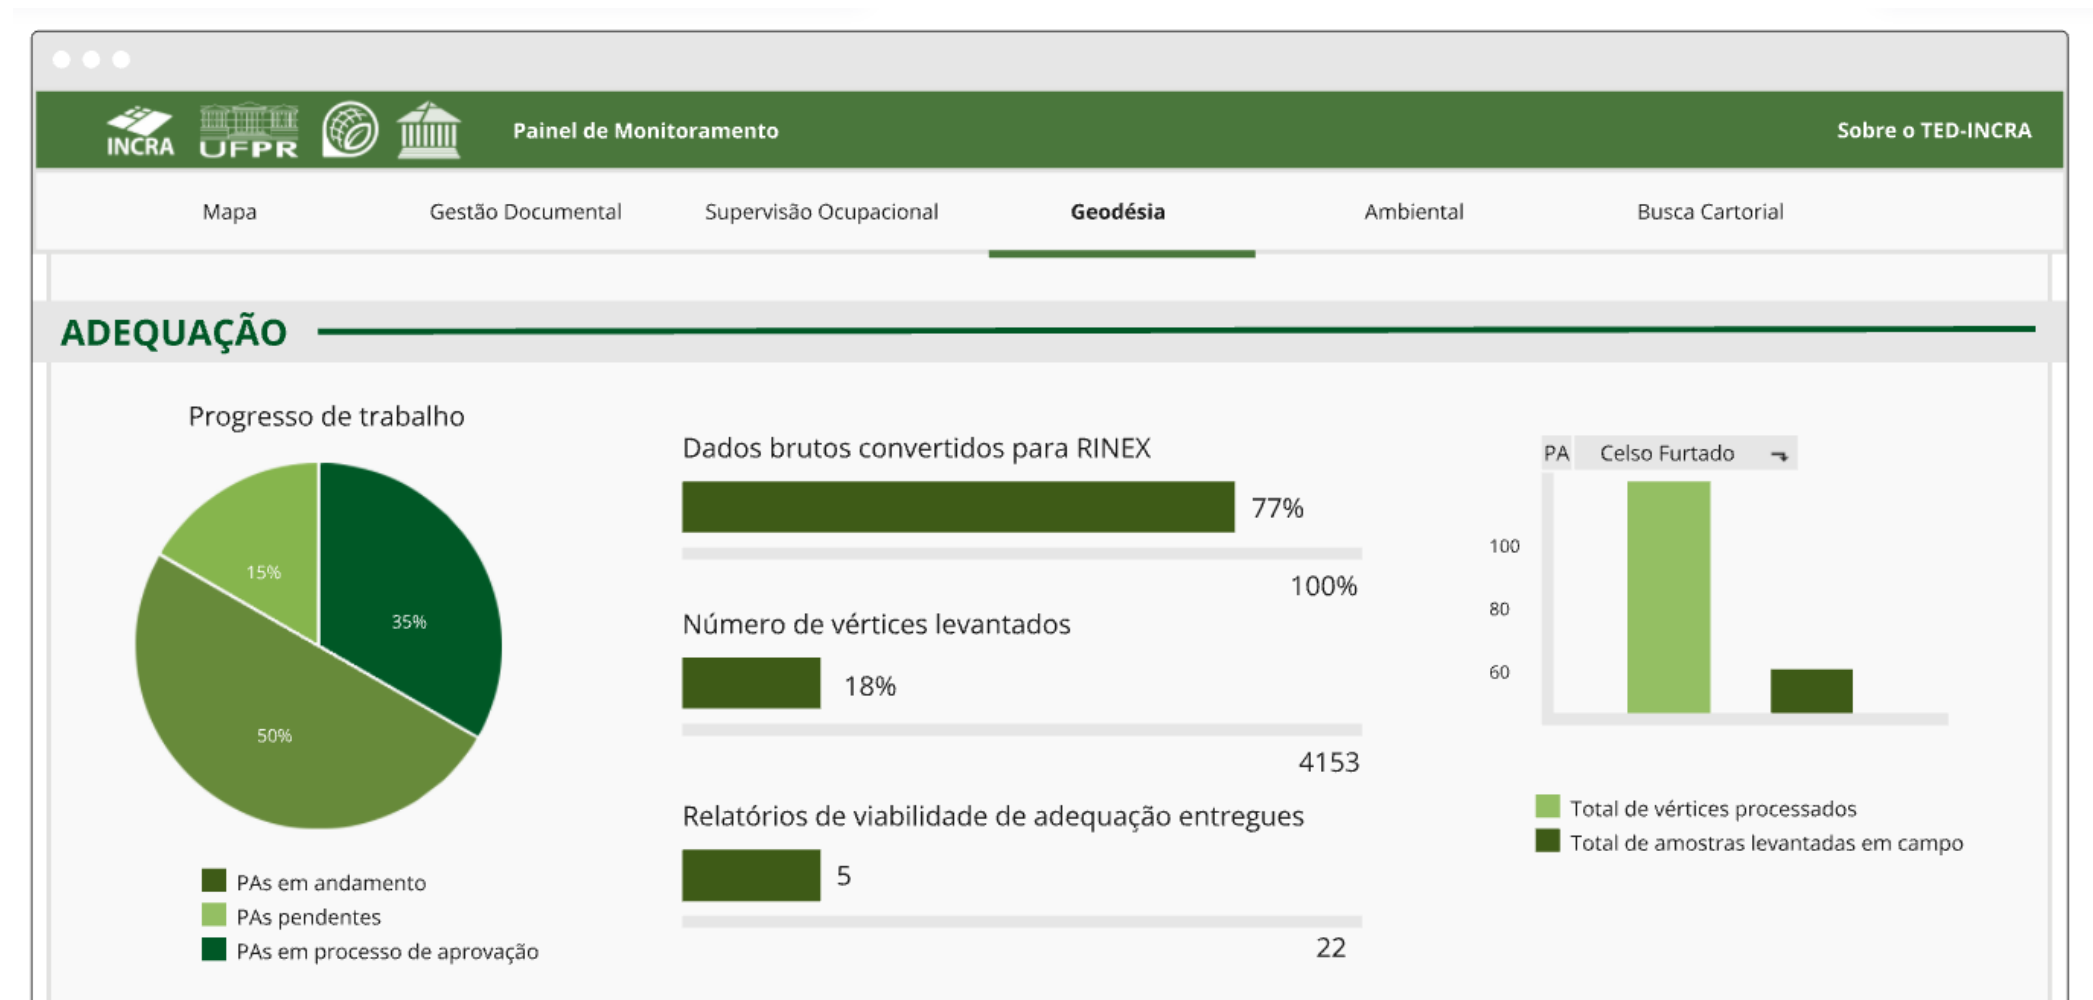 INCRA
UFPR
Painel de Monitoramento
Sobre o TED-INCRA
Mapa
Gestão Documental
Supervisão Ocupacional
Geodésia
Ambiental
Busca Cartorial
ADEQUAÇÃO
Progresso de trabalho
15%
35%
50%
PAs em andamento
PAs pendentes
PAs em processo de aprovação
Dados brutos convertidos para RINEX
77%
100%
Número de vértices levantados
18%
4153
Relatórios de viabilidade de adequação entregues
5
22
PA Celso Furtado
100
80
60
Total de vértices processados
Total de amostras levantadas em campo